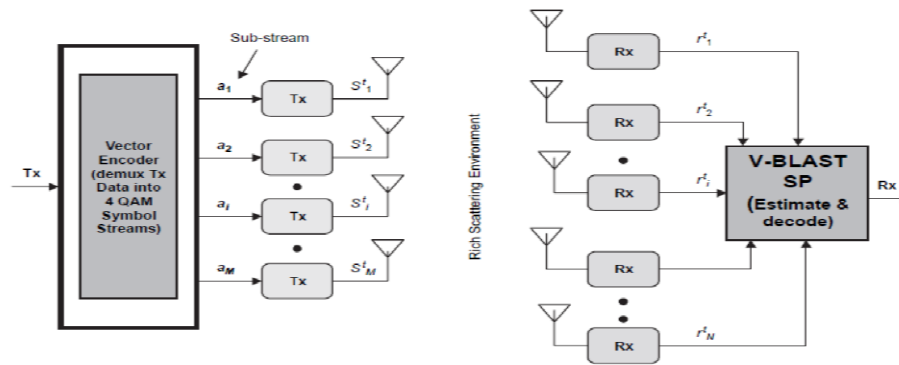 Sub-stream
Tx
Vector
Encoder
(demux Tx
Data into
4 QAM
Symbol
Streams)
a1
Tx
St1
a2
Tx
St2
ai
Tx
Sti
aM
Tx
StM
Rich Scattering Environment
Rx
rt1
Rx
rt2
Rx
rti
Rx
Rx
rtN
V-BLAST
SP
(Estimate &
decode)
Rx